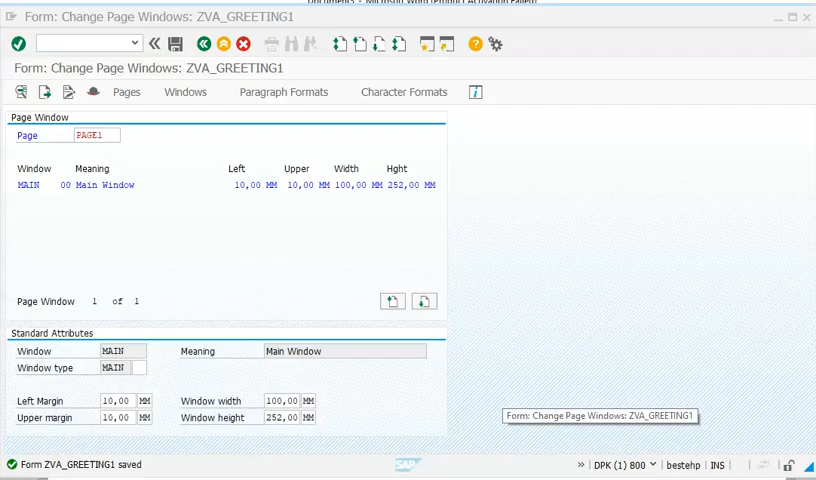 Form: Change Page Windows: ZVA_GREETING1
Form: Change Page Windows: ZVA_GREETING1
Pages Windows Paragraph Formats Character Formats
Page Window
Page PAGE1
Window Meaning Left Upper Width Hght
MAIN 00 Main Window 10,00 MM 10,00 MM 100,00 MM 252,00 MM
Page Window 1 of 1
Standard Attributes
Window MAIN Meaning Main Window
Window type MAIN
Left Margin 10,00 MM Window width 100,00 MM
Upper margin 10,00 MM Window height 252,00 MM
Form: Change Page Windows: ZVA_GREETING1
Form ZVA_GREETING1 saved SAP DPK (1) 800 bestehp INS